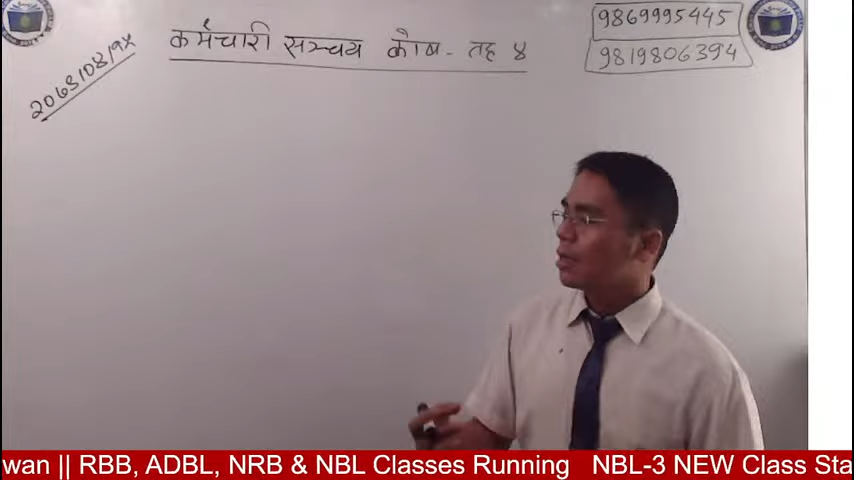 कर्मचारी सञ्चय कोष - तह ४
9869995445
9819806394
wan || RBB, ADBL, NRB & NBL Classes Running NBL-3 NEW Class Sta